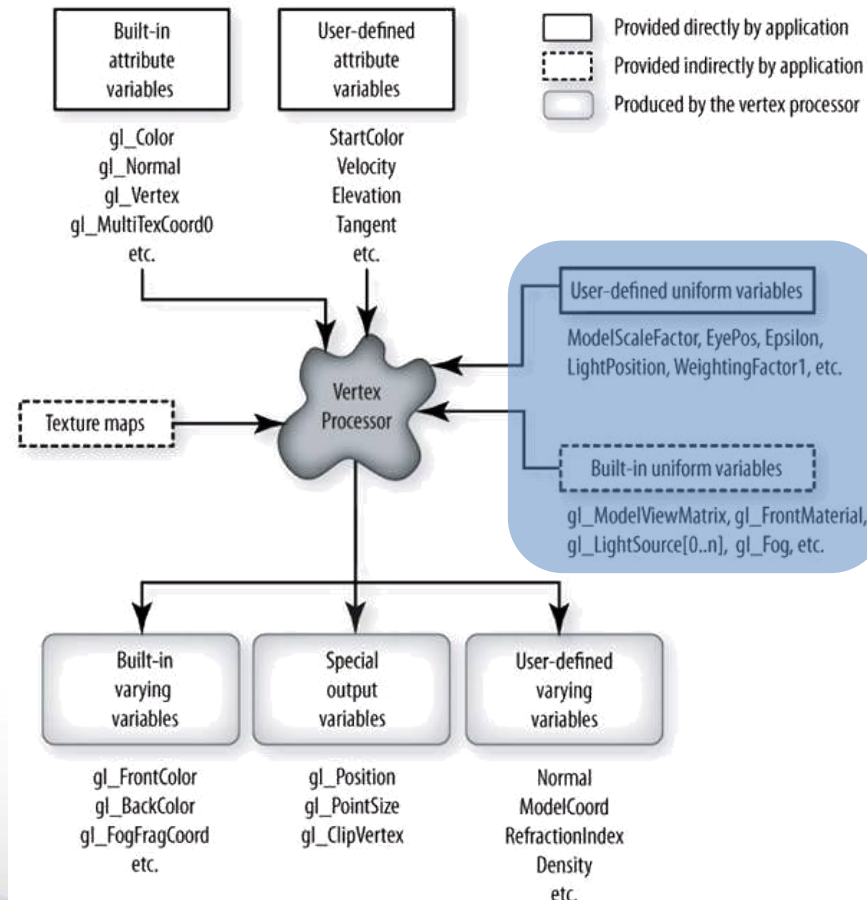 Built-in
attribute
variables
User-defined
attribute
variables
Provided directly by application
Provided indirectly by application
Produced by the vertex processor
gl_Color
gl_Normal
gl_Vertex
gl_MultiTexCoord0
etc.
StartColor
Velocity
Elevation
Tangent
etc.
User-defined uniform variables
ModelScaleFactor, EyePos, Epsilon,
LightPosition, WeightingFactor1, etc.
Vertex
Processor
Texture maps
Built-in uniform variables
gl_ModelViewMatrix, gl_FrontMaterial,
gl_LightSource[0..n], gl_Fog, etc.
Built-in
varying
variables
Special
output
variables
User-defined
varying
variables
gl_FrontColor
gl_BackColor
gl_FogFragCoord
etc.
gl_Position
gl_PointSize
gl_ClipVertex
Normal
ModelCoord
RefractionIndex
Density
etc.